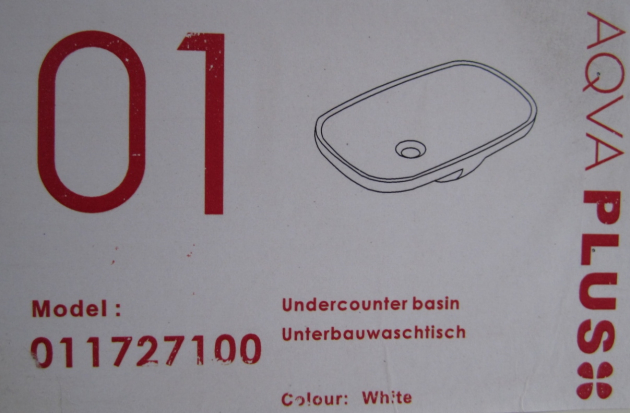 01
AQVA PLUS
Model :
011727100
Undercounter basin
Unterbauwaschtisch
Colour: White